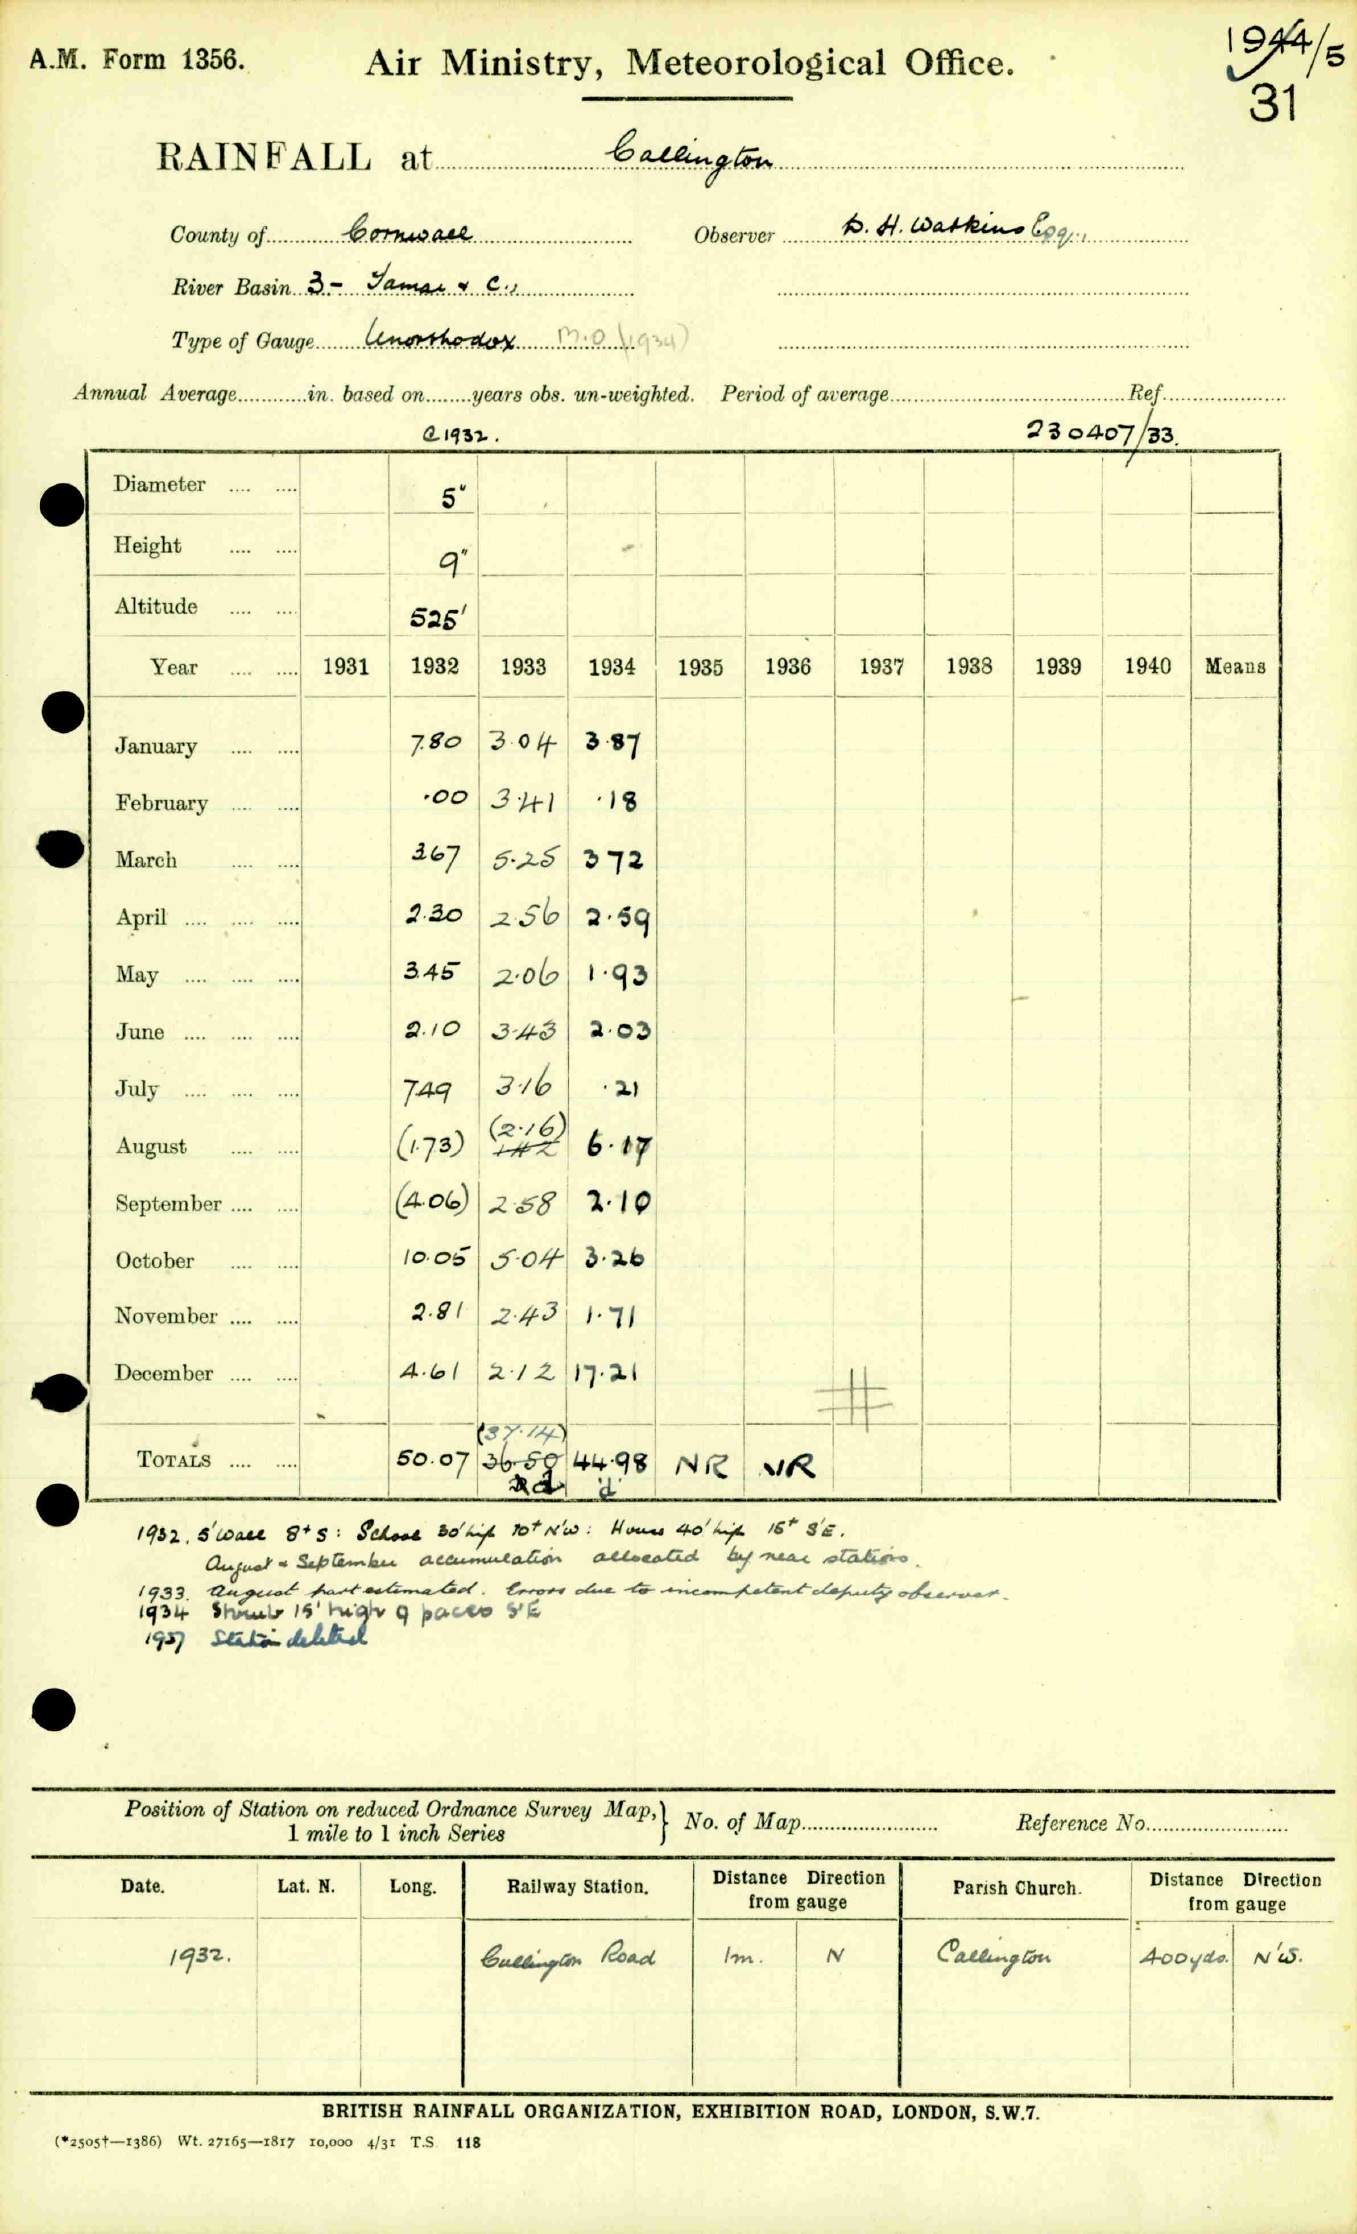 A.M. Form 1356.
Air Ministry, Meteorological Office.
1944/5
31
RAINFALL at Callington
County of Cornwall Observer D. H. Watkins Esq.,
River Basin 3- Tamar & C.,
Type of Gauge Unorthodox M.O (1934)
Annual Average............in. based on........years obs. un-weighted. Period of average............Ref............
C1932. 230407/33.
Diameter .... .... 5"
Height .... .... 9"
Altitude .... .... 525'
Year .... .... 1931 1932 1933 1934 1935 1936 1937 1938 1939 1940 Means
January .... .... 7.80 3.04 3.87
February .... .... .00 3.41 .18
March .... .... 3.67 5.25 3 72
April .... .... .... 2.30 2.56 2.59
May .... .... .... 3.45 2.06 1.93
June .... .... .... 2.10 3.43 2.03
July .... .... .... 7.49 3.16 .21
August .... .... (1.73) (2.16) 1.42 6.17
September .... .... (4.06) 2.58 2.10
October .... .... 10.05 5.04 3.26
November .... .... 2.81 2.43 1.71
December .... .... 4.61 2.12 17.21
(37.14)
TOTALS .... .... 50.07 36.50 44.98 NR NR
d d
1932. 5' Wall 8+ S: School 30' high 70+ N'W: House 40' high 15+ S'E.
August & September accumulation allocated by near stations.
1933. August part estimated. Errors due to incompetent deputy observer.
1934 Shrub 15' high 9 paces S'E
1937 Station deleted
Position of Station on reduced Ordnance Survey Map,} No. of Map........ Reference No........
1 mile to 1 inch Series
Date. Lat. N. Long. Railway Station. Distance Direction from gauge Parish Church. Distance Direction from gauge
1932. Callington Road 1m. N Callington 400yds. N'W.
BRITISH RAINFALL ORGANIZATION, EXHIBITION ROAD, LONDON, S.W.7.
(*2505†—1386) Wt. 27165—1817 10,000 4/31 T.S. 118